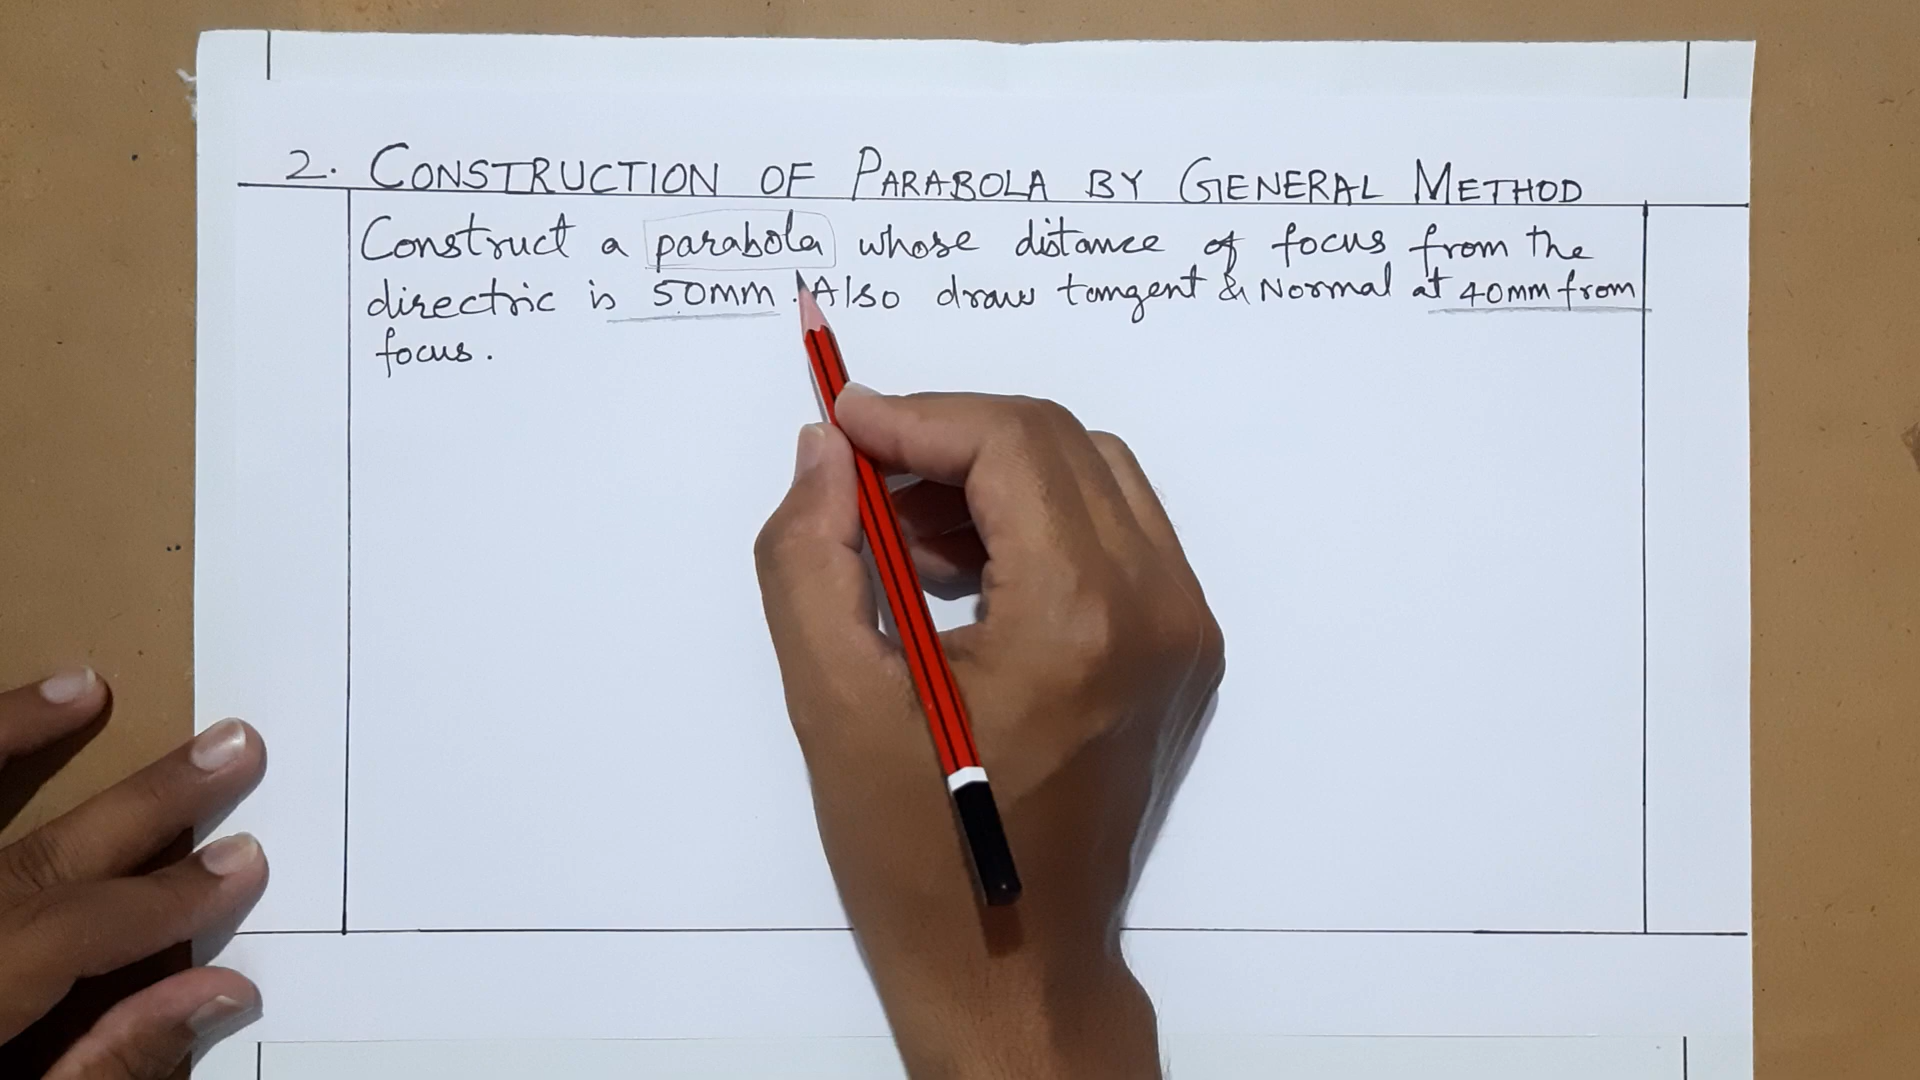 2. CONSTRUCTION OF PARABOLA BY GENERAL METHOD
Construct a parabola whose distance of focus from the
directric is 50mm. Also draw tangent & Normal at 40mm from
focus.